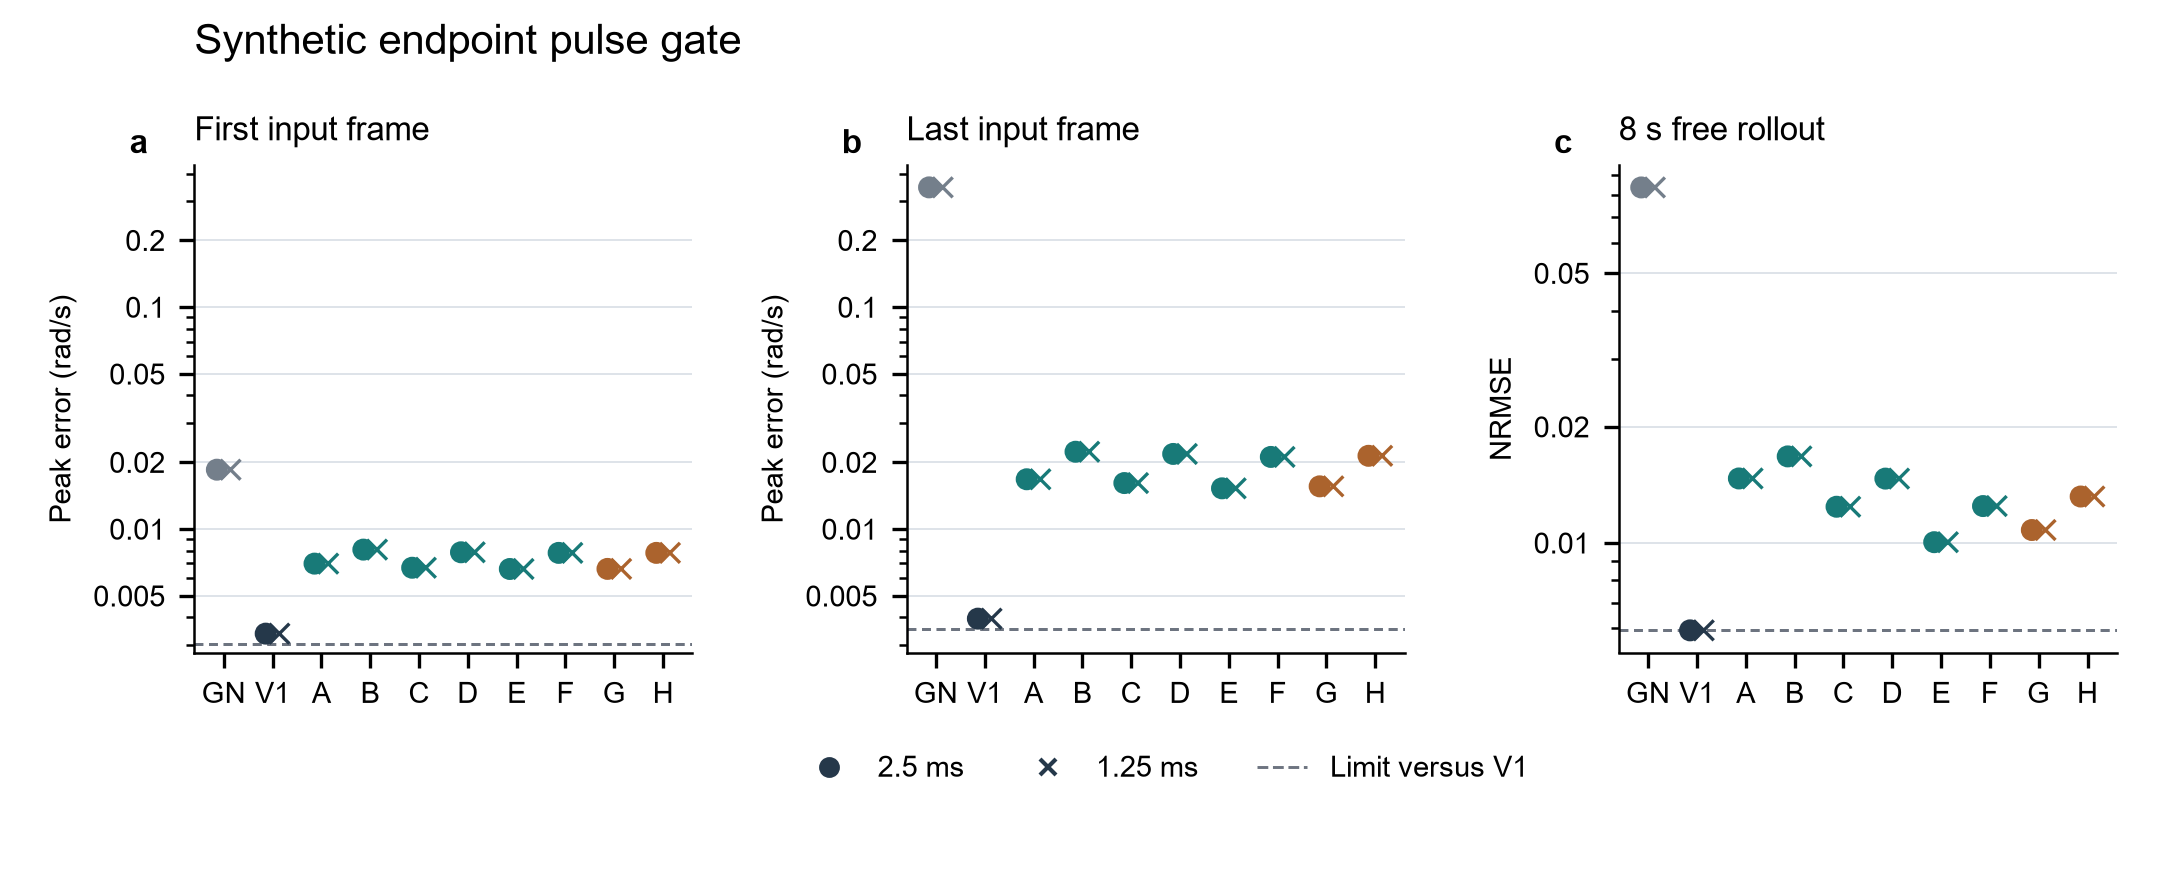 Synthetic endpoint pulse gate
a First input frame
Peak error (rad/s)
0.2
0.1
0.05
0.02
0.01
0.005
GN V1 A B C D E F G H
b Last input frame
Peak error (rad/s)
0.2
0.1
0.05
0.02
0.01
0.005
GN V1 A B C D E F G H
c 8 s free rollout
NRMSE
0.05
0.02
0.01
GN V1 A B C D E F G H
2.5 ms 1.25 ms Limit versus V1